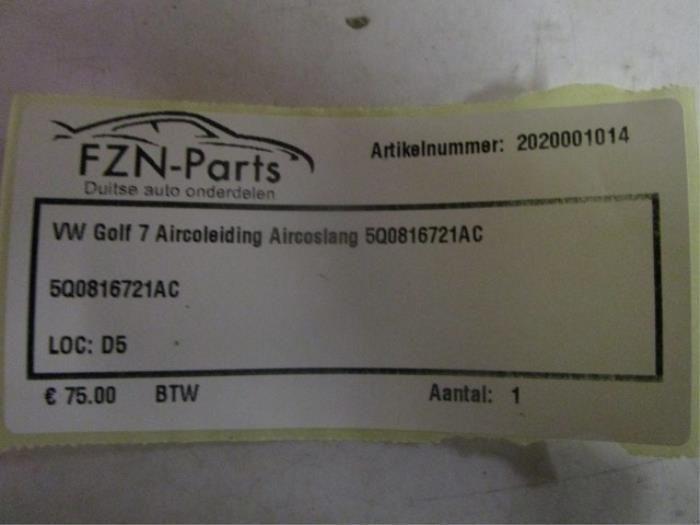 FZN-Parts
Duitse auto onderdelen
Artikelnummer: 2020001014
VW Golf 7 Aircoleiding Aircoslang 5Q0816721AC
5Q0816721AC
LOC: D5
€ 75.00 BTW Aantal: 1